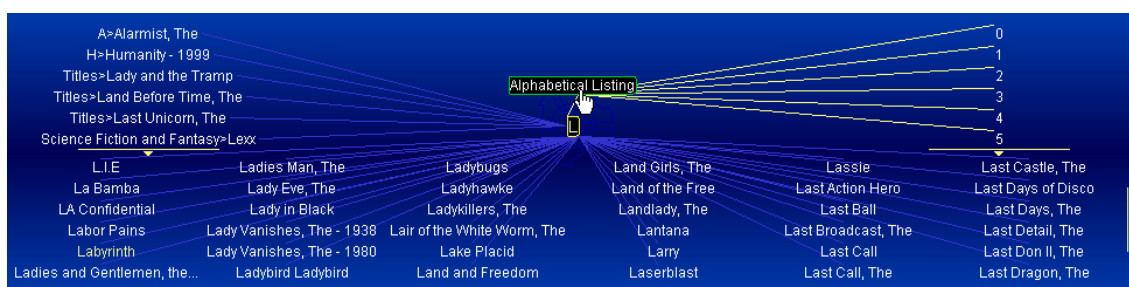 A>Alarmist, The
H>Humanity - 1999
Titles>Lady and the Tramp
Titles>Land Before Time, The
Titles>Last Unicorn, The
Science Fiction and Fantasy>Lexx
Alphabetical Listing
L
0
1
2
3
4
5
L.I.E Ladies Man, The Ladybugs Land Girls, The Lassie Last Castle, The
La Bamba Lady Eve, The Ladyhawke Land of the Free Last Action Hero Last Days of Disco
LA Confidential Lady in Black Ladykillers, The Landlady, The Last Ball Last Days, The
Labor Pains Lady Vanishes, The - 1938 Lair of the White Worm, The Lantana Last Broadcast, The Last Detail, The
Labyrinth Lady Vanishes, The - 1980 Lake Placid Larry Last Call Last Don II, The
Ladies and Gentlemen, the... Ladybird Ladybird Land and Freedom Laserblast Last Call, The Last Dragon, The